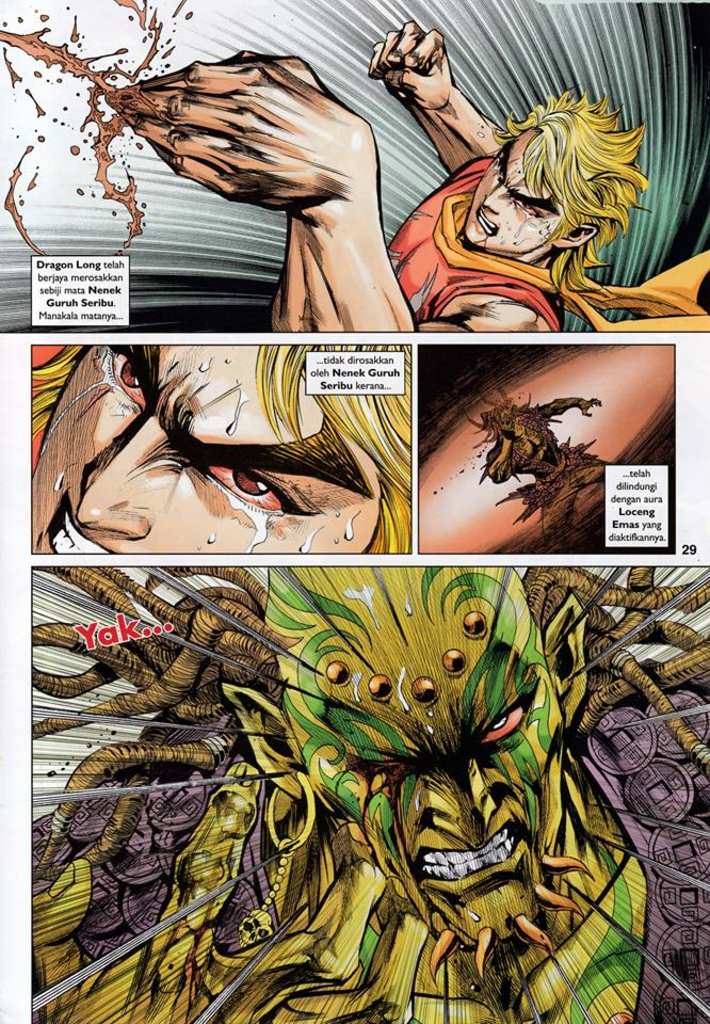 Dragon Long telah
berjaya merosakkan
sebiji mata Nenek
Guruh Seribu.
Manakala matanya...
...tidak dirosakkan
oleh Nenek Guruh
Seribu kerana...
...telah
dilindungi
dengan aura
Loceng
Emas yang
diaktifkannya.
29
Yak...